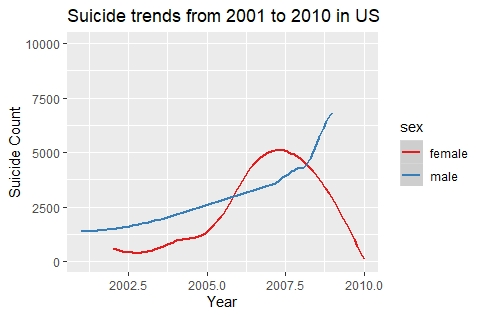 Suicide trends from 2001 to 2010 in US
10000
7500
5000
2500
0
Suicide Count
2002.5 2005.0 2007.5 2010.0
Year
sex
female
male